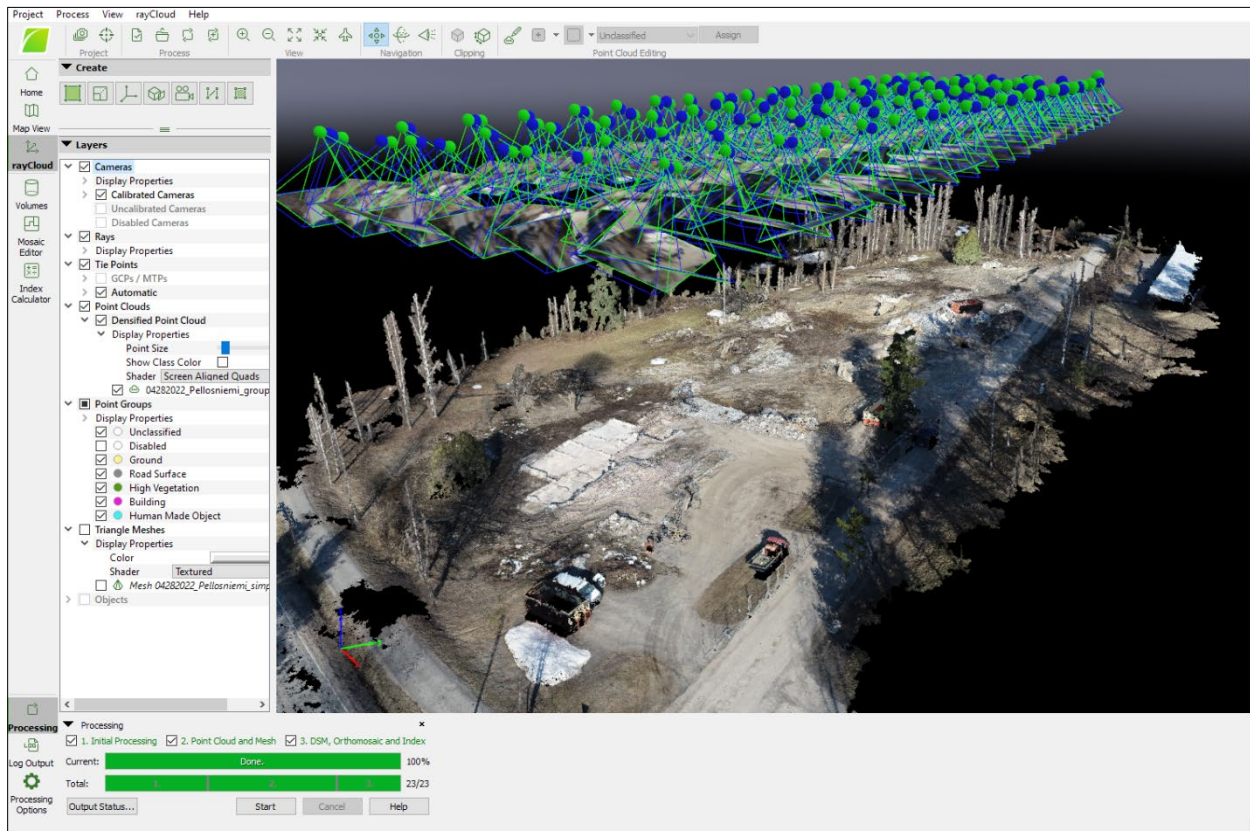 Project Process View rayCloud Help
Unclassified Assign
Project Process View Navigation Clipping Point Cloud Editing
Home
Map View
rayCloud
Volumes
Mosaic
Editor
Index
Calculator
Create
Layers
Cameras
Display Properties
Calibrated Cameras
Uncalibrated Cameras
Disabled Cameras
Rays
Display Properties
Tie Points
GCPs / MTPs
Automatic
Point Clouds
Densified Point Cloud
Display Properties
Point Size
Show Class Color
Shader Screen Aligned Quads
04282022_Pellosniemi_group
Point Groups
Display Properties
Unclassified
Disabled
Ground
Road Surface
High Vegetation
Building
Human Made Object
Triangle Meshes
Display Properties
Color
Shader Textured
Mesh 04282022_Pellosniemi_simp
Objects
Processing
Log Output
Processing
Options
Processing x
1. Initial Processing 2. Point Cloud and Mesh 3. DSM, Orthomosaic and Index
Current: Done. 100%
Total: 1. 2. 3. 23/23
Output Status... Start Cancel Help